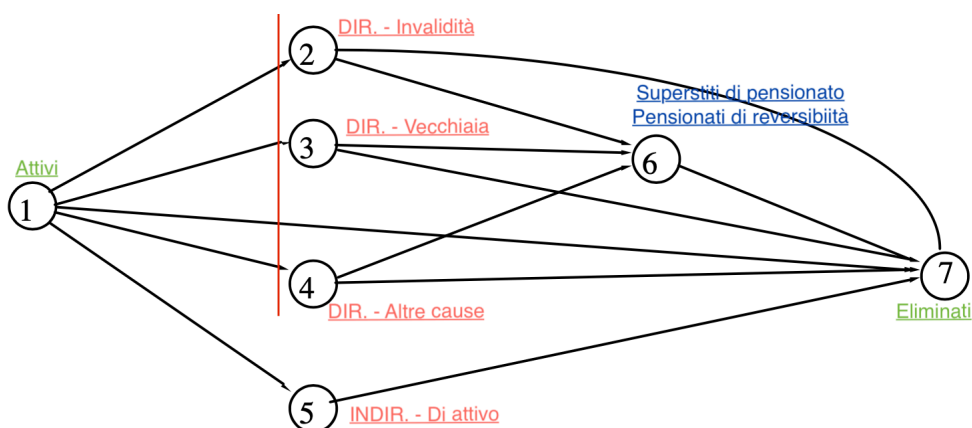 DIR. - Invalidità
2
Superstiti di pensionato
Pensionati di reversibiità
DIR. - Vecchiaia
3
6
Attivi
1
4
7
DIR. - Altre cause
Eliminati
5
INDIR. - Di attivo